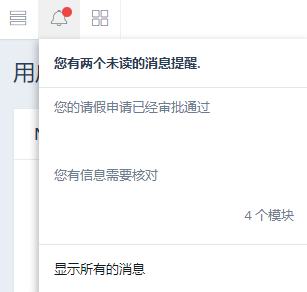 您有两个未读的消息提醒.
用
您的请假申请已经审批通过
您有信息需要核对
4 个模块
显示所有的消息